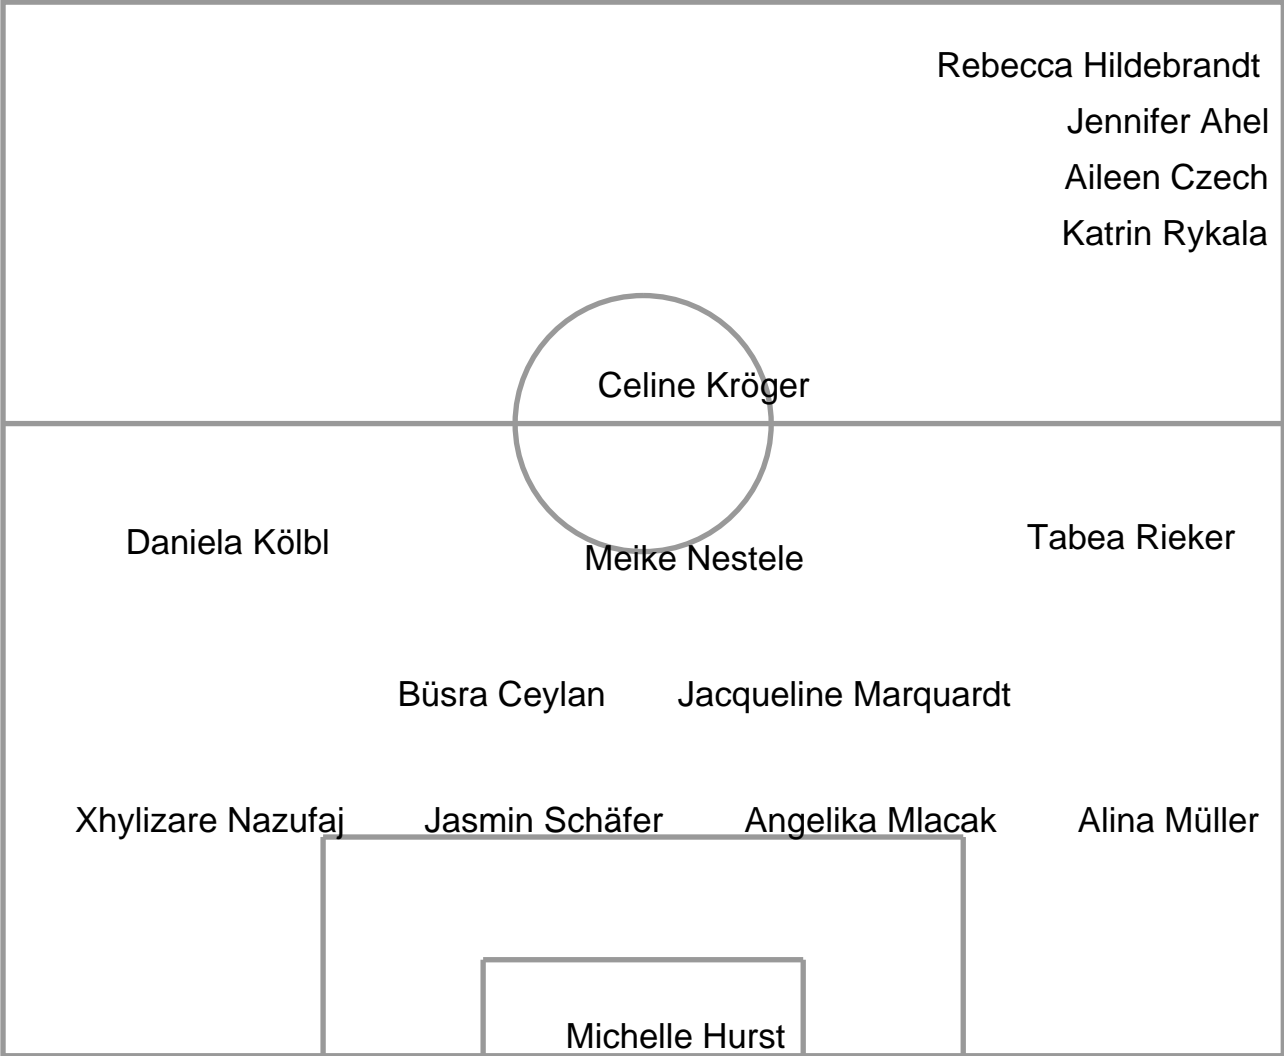 Rebecca Hildebrandt
Jennifer Ahel
Aileen Czech
Katrin Rykala
Celine Kröger
Daniela Kölbl
Meike Nestele
Tabea Rieker
Büsra Ceylan
Jacqueline Marquardt
Xhylizare Nazufaj
Jasmin Schäfer
Angelika Mlacak
Alina Müller
Michelle Hurst